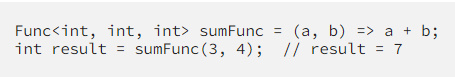 Func<int, int, int> sumFunc = (a, b) => a + b;
int result = sumFunc(3, 4);  // result = 7